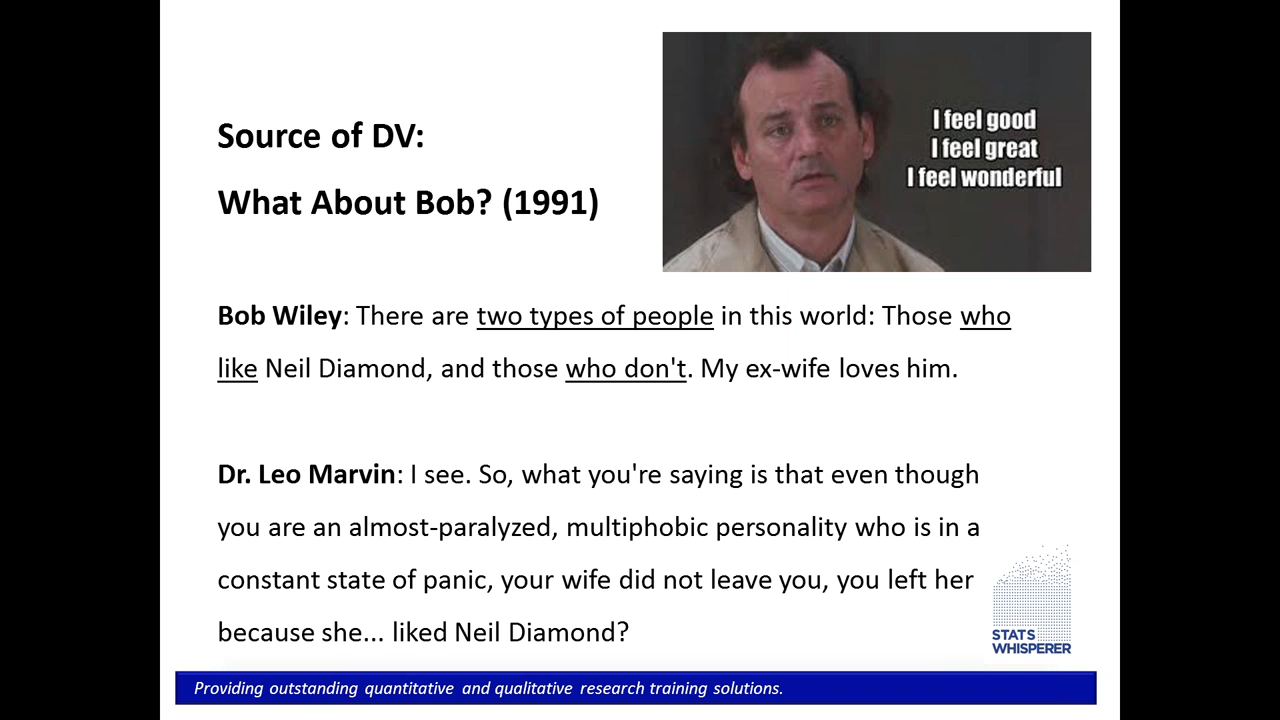 Source of DV:
What About Bob? (1991)
I feel good
I feel great
I feel wonderful
Bob Wiley: There are two types of people in this world: Those who
like Neil Diamond, and those who don't. My ex-wife loves him.
Dr. Leo Marvin: I see. So, what you're saying is that even though
you are an almost-paralyzed, multiphobic personality who is in a
constant state of panic, your wife did not leave you, you left her
because she... liked Neil Diamond?
STATS
WHISPERER
Providing outstanding quantitative and qualitative research training solutions.